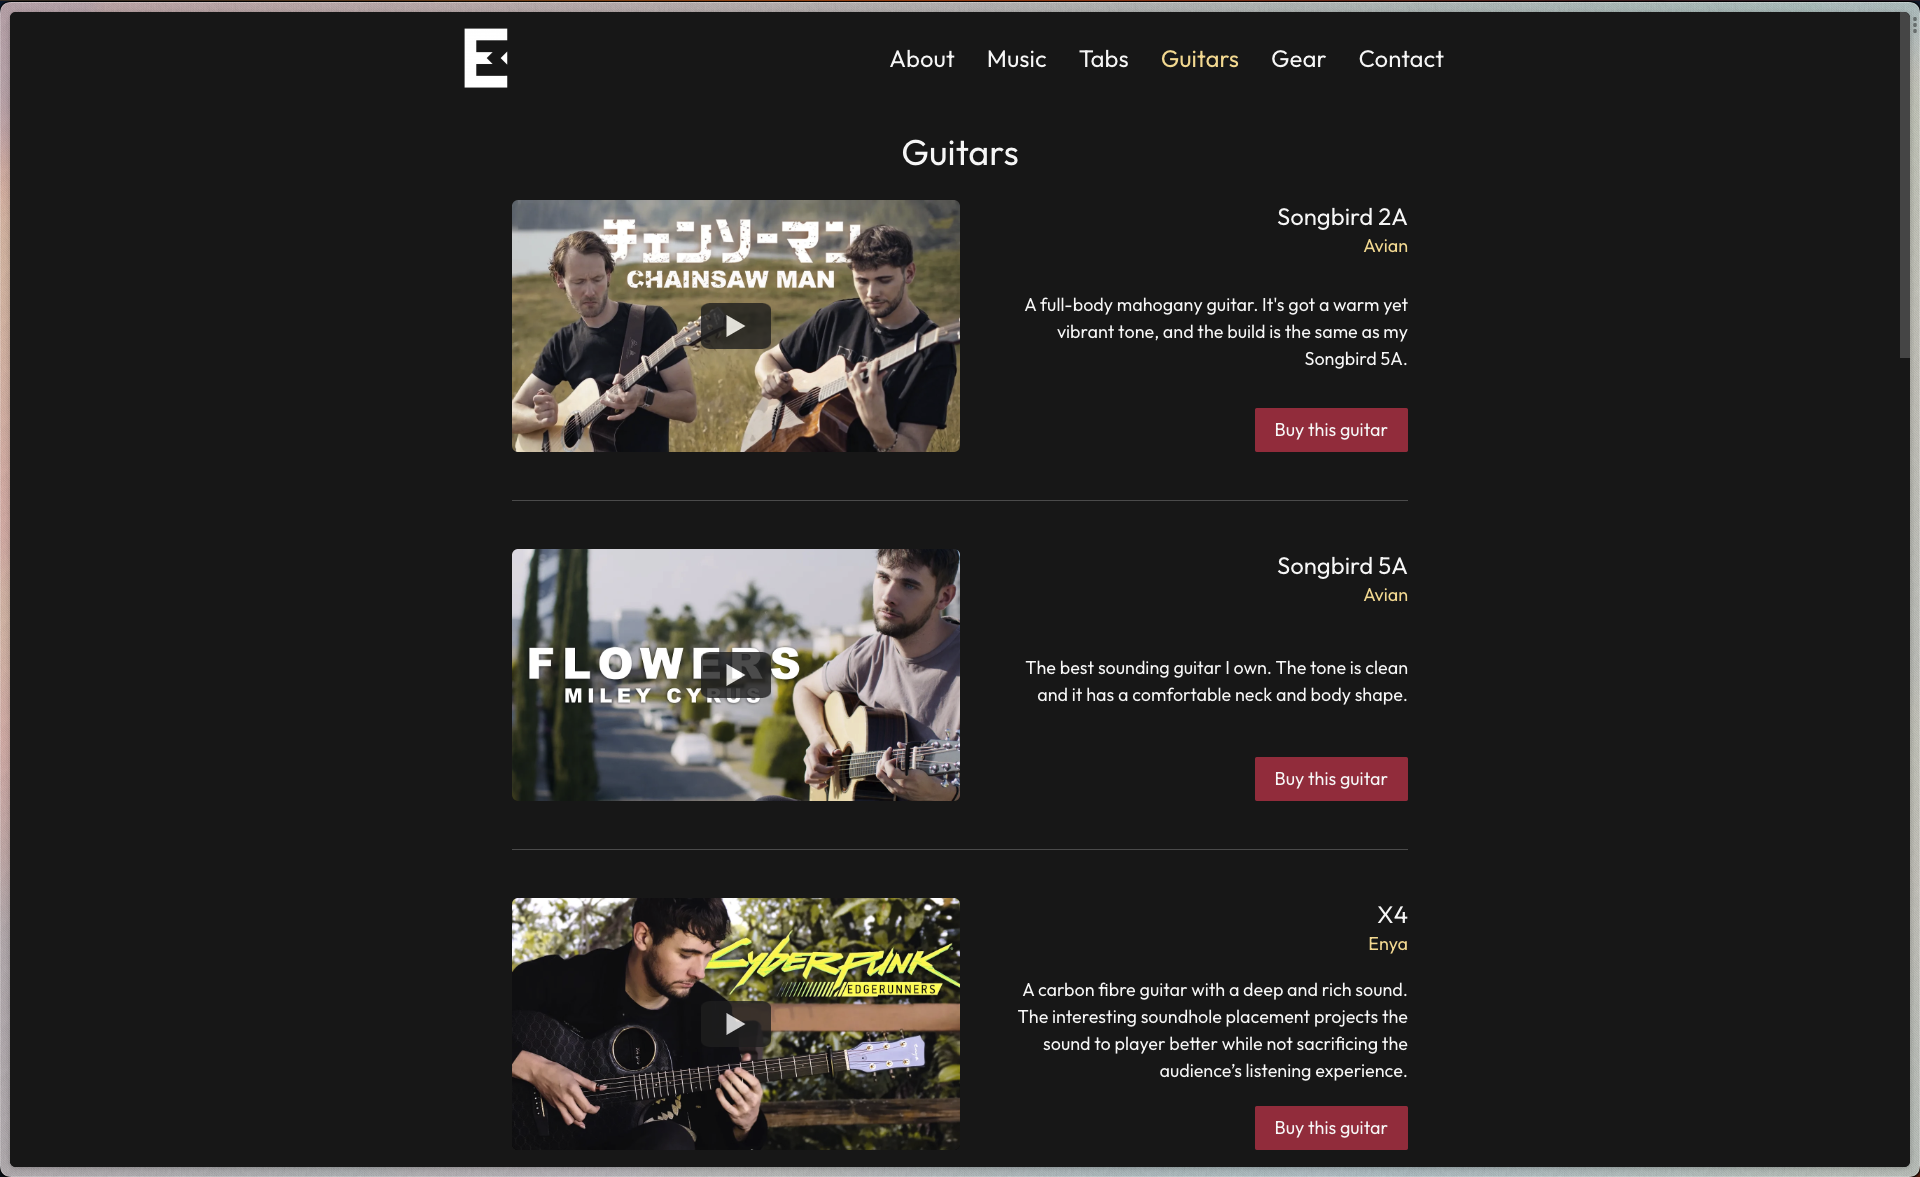 About Music Tabs Guitars Gear Contact
Guitars
チェンソーマン
CHAINSAW MAN
Songbird 2A
Avian
A full-body mahogany guitar. It's got a warm yet
vibrant tone, and the build is the same as my
Songbird 5A.
Buy this guitar
FLOWERS
MILEY CYRUS
Songbird 5A
Avian
The best sounding guitar I own. The tone is clean
and it has a comfortable neck and body shape.
Buy this guitar
Cyberpunk
EDGERUNNERS
X4
Enya
A carbon fibre guitar with a deep and rich sound.
The interesting soundhole placement projects the
sound to player better while not sacrificing the
audience’s listening experience.
Buy this guitar